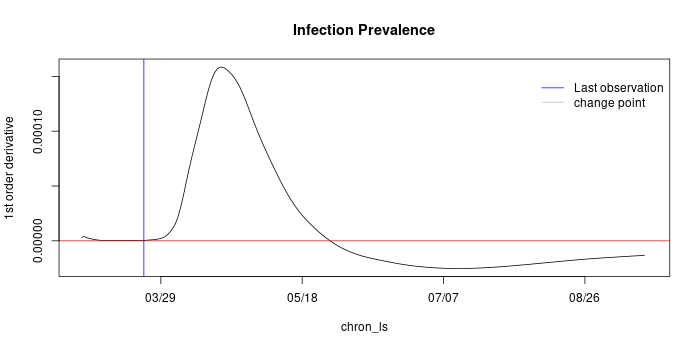 Infection Prevalence
1st order derivative
0.00010
0.00000
Last observation
change point
03/29
05/18
07/07
08/26
chron_ls